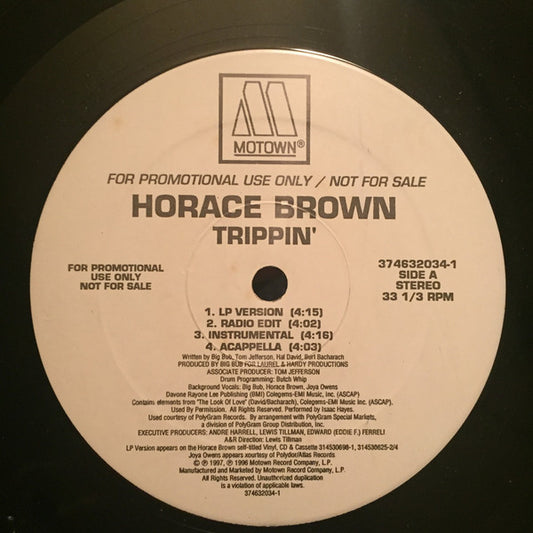 MOTOWN®
FOR PROMOTIONAL USE ONLY / NOT FOR SALE
HORACE BROWN
TRIPPIN'
FOR PROMOTIONAL
USE ONLY
NOT FOR SALE
374632034-1
SIDE A
STEREO
33 1/3 RPM
1. LP VERSION (4:15)
2. RADIO EDIT (4:02)
3. INSTRUMENTAL (4:16)
4. ACAPPELLA (4:03)
Written by Big Bub, Tom Jefferson, Hal David, Burt Bacharach
PRODUCED BY BIG BUB FOR LAUREL & HARDY PRODUCTIONS
ASSOCIATE PRODUCER: TOM JEFFERSON
Drum Programming: Butch Whip
Background Vocals: Big Bub, Horace Brown, Joya Owens
Davone Rayone Lee Publishing (BMI) Colegems-EMI Music, Inc. (ASCAP)
Contains elements from "The Look Of Love" (David/Bacharach), Colegems-EMI Music Inc. (ASCAP).
Used By Permission. All Rights Reserved. Performed by Isaac Hayes.
Used courtesy of PolyGram Records. By arrangement with PolyGram Special Markets,
a division of PolyGram Group Distribution, Inc.
EXECUTIVE PRODUCERS: ANDRE HARRELL, LEWIS TILLMAN, EDWARD (EDDIE F.) FERRELL
A&R Direction: Lewis Tillman
LP Version appears on the Horace Brown self-titled Vinyl, CD & Cassette 314530698-1, 314530625-2/4
Joya Owens appears courtesy of Polydor/Atlas Records
© ℗ 1997, ℗ 1996 Motown Record Company, L.P.
Manufactured and Marketed by Motown Record Company, L.P.
All Rights Reserved. Unauthorized duplication
is a violation of applicable laws.
374632034-1